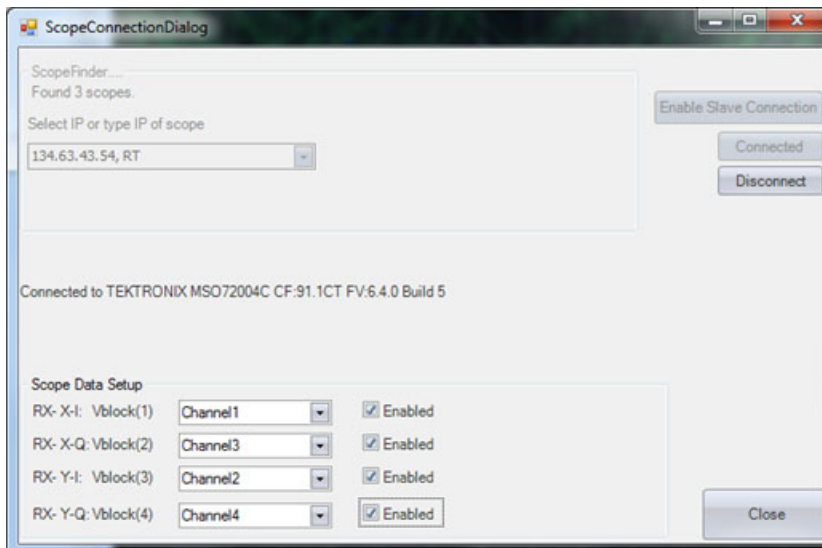 ScopeConnectionDialog
ScopeFinder....
Found 3 scopes.
Select IP or type IP of scope
134.63.43.54, RT
Enable Slave Connection
Connected
Disconnect
Connected to TEKTRONIX MSO72004C CF:91.1CT FV:6.4.0 Build 5
Scope Data Setup
RX- X-I: Vblock(1) Channel1 Enabled
RX- X-Q: Vblock(2) Channel3 Enabled
RX- Y-I: Vblock(3) Channel2 Enabled
RX- Y-Q: Vblock(4) Channel4 Enabled
Close